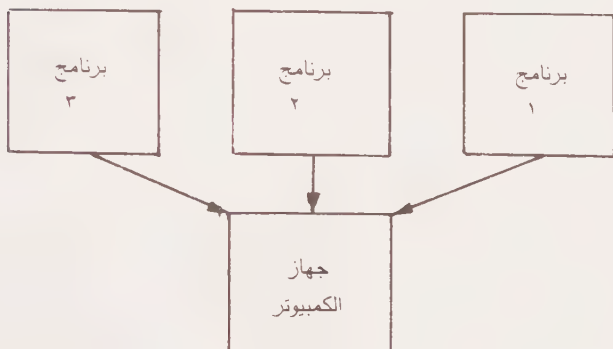 برنامج
١
برنامج
٢
برنامج
٣
جهاز
الكمبيوتر